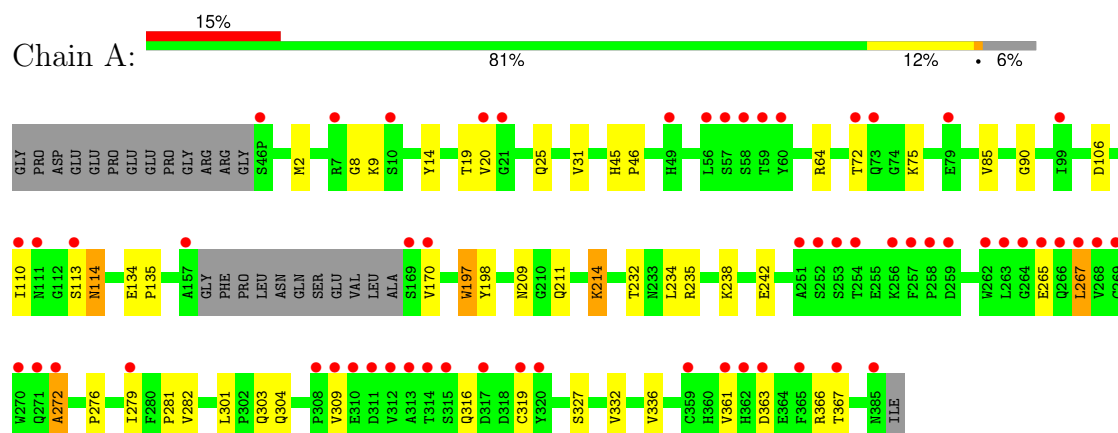 15%
Chain A:
81% 12% • 6%
GLY PRO ASP GLU GLU PRO GLU GLU PRO GLY ARG ARG GLY S46P M2 R7 G8 K9 S10 Y14 T19 V20 G21 Q25 V31 H45 P46 H49 L56 S57 S58 T59 Y60 R64 T72 Q73 G74 K75 E79 V85 G90 I99 D106
I110 N111 G112 S113 N114 E134 P135 A157 GLY PHE PRO LEU ASN GLN SER GLU VAL LEU ALA S169 V170 W197 Y198 N209 G210 Q211 K214 T232 N233 L234 R235 K238 E242 A251 S252 S253 T254 E255 K256 F257 P258 D259 W262 L263 G264 E265 Q266 L267 V268
W270 Q271 A272 P276 I279 F280 P281 V282 L301 P302 Q303 Q304 P308 V309 E310 D311 V312 A313 T314 S315 Q316 D317 D318 C319 Y320 S327 V332 V336 C359 H360 V361 H362 D363 E364 F365 R366 T367 N385 ILE